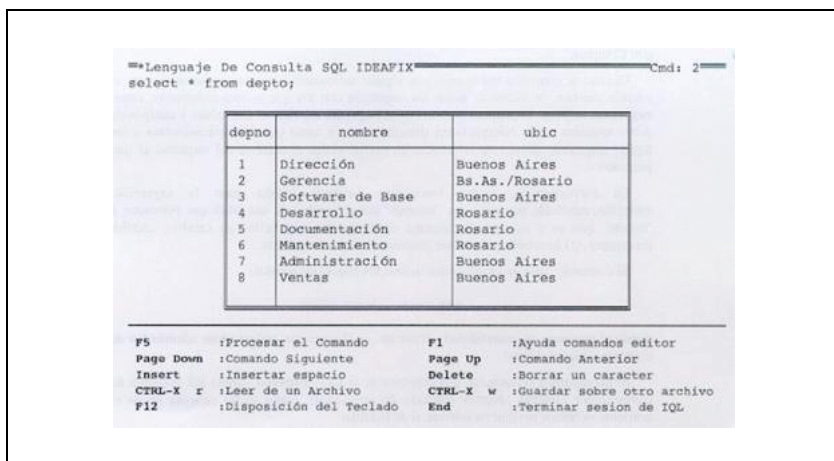 *Lenguaje De Consulta SQL IDEAFIX Cmd: 2
select * from depto;
depno nombre ubic
1 Dirección Buenos Aires
2 Gerencia Bs.As./Rosario
3 Software de Base Buenos Aires
4 Desarrollo Rosario
5 Documentación Rosario
6 Mantenimiento Rosario
7 Administración Buenos Aires
8 Ventas Buenos Aires
F5 :Procesar el Comando F1 :Ayuda comandos editor
Page Down :Comando Siguiente Page Up :Comando Anterior
Insert :Insertar espacio Delete :Borrar un caracter
CTRL-X r :Leer de un Archivo CTRL-X w :Guardar sobre otro archivo
F12 :Disposición del Teclado End :Terminar sesion de IQL